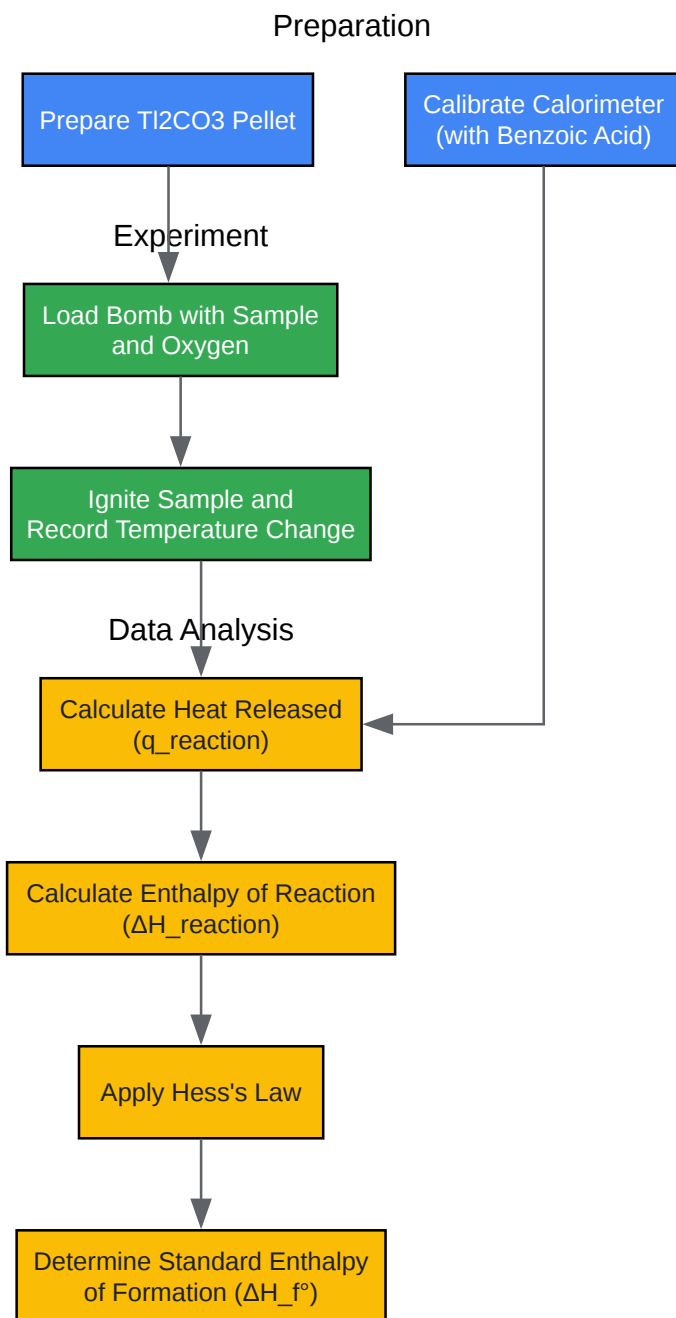 Preparation
Prepare Tl2CO3 Pellet
Calibrate Calorimeter
(with Benzoic Acid)
Experiment
Load Bomb with Sample
and Oxygen
Ignite Sample and
Record Temperature Change
Data Analysis
Calculate Heat Released
(q_reaction)
Calculate Enthalpy of Reaction
(ΔH_reaction)
Apply Hess's Law
Determine Standard Enthalpy
of Formation (ΔH_f°)